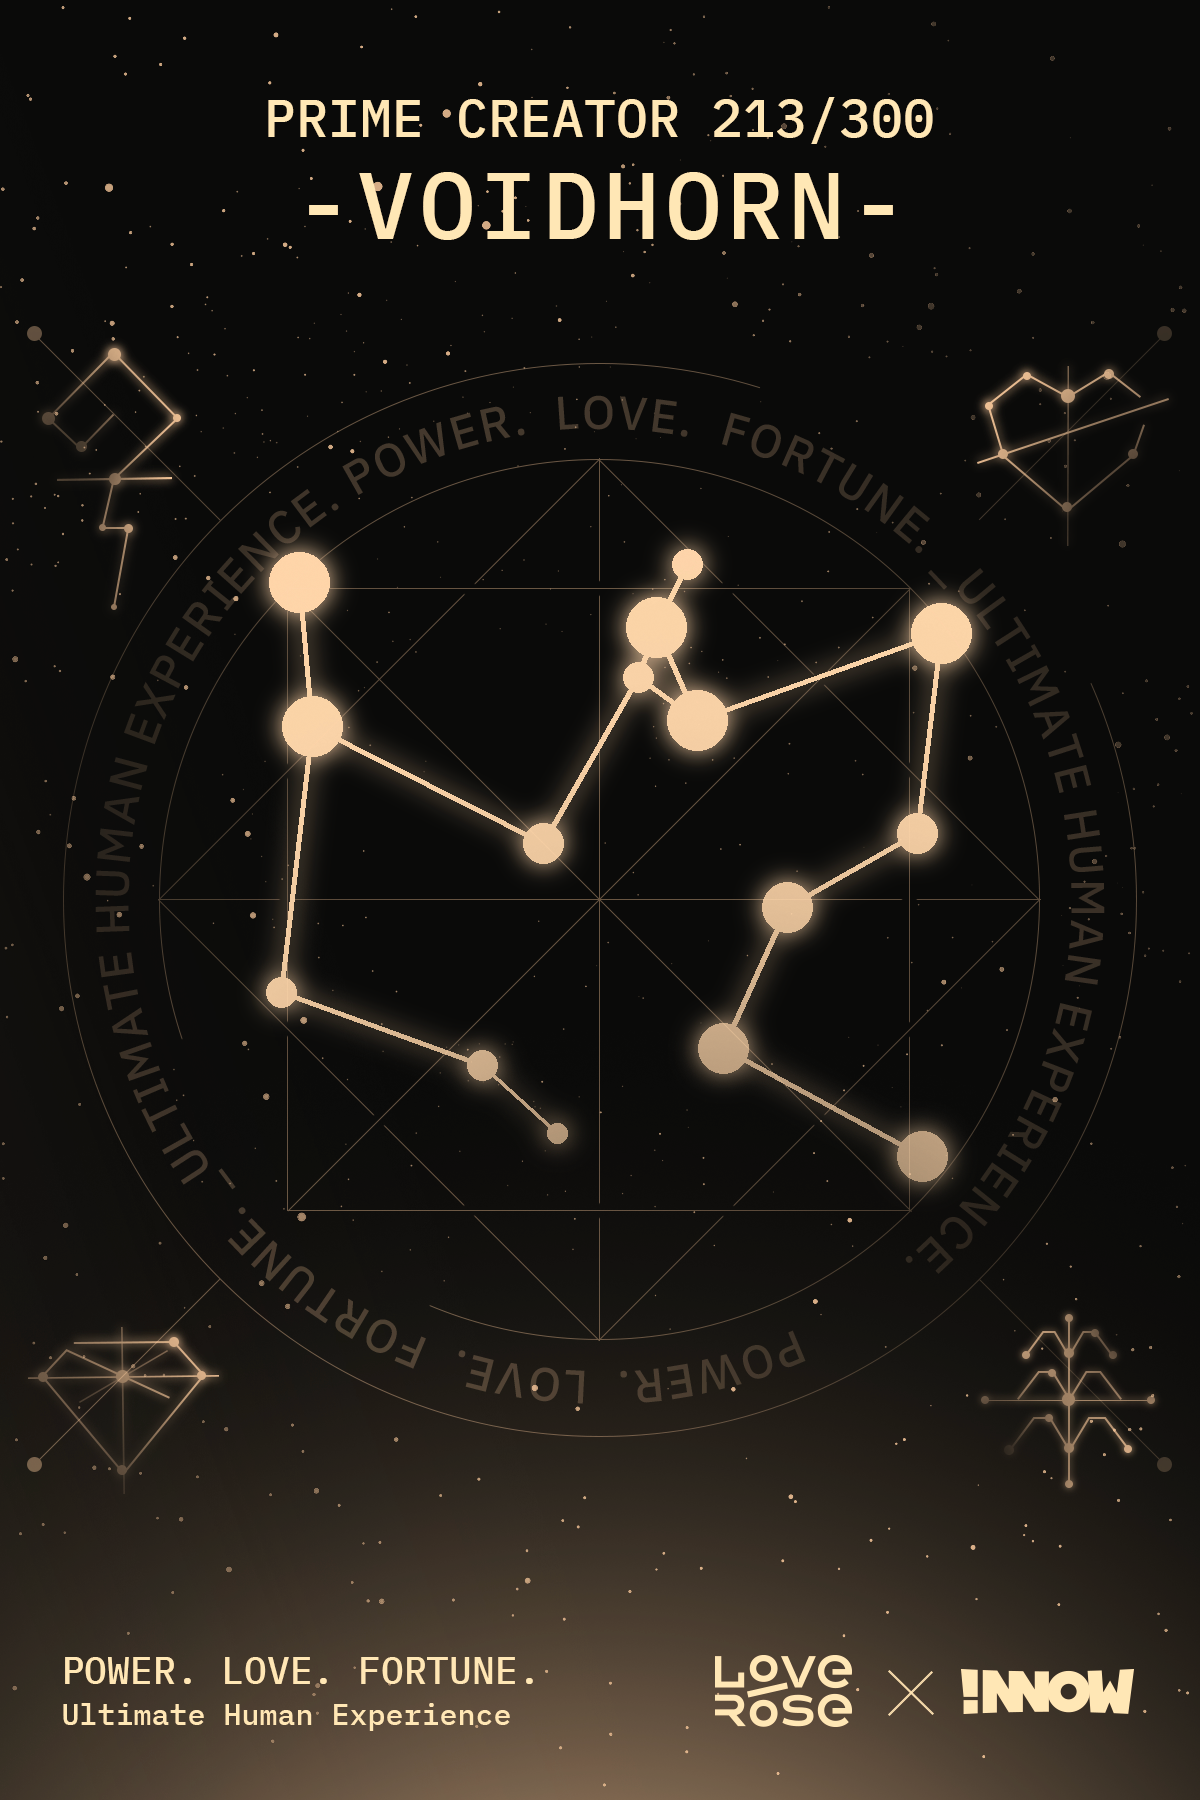 PRIME CREATOR 213/300
-VOIDHORN-
POWER. LOVE. FORTUNE. — ULTIMATE HUMAN EXPERIENCE.
POWER. LOVE. FORTUNE. — ULTIMATE HUMAN EXPERIENCE.
POWER. LOVE. FORTUNE.
Ultimate Human Experience
LOVE
ROSE
!NNOW